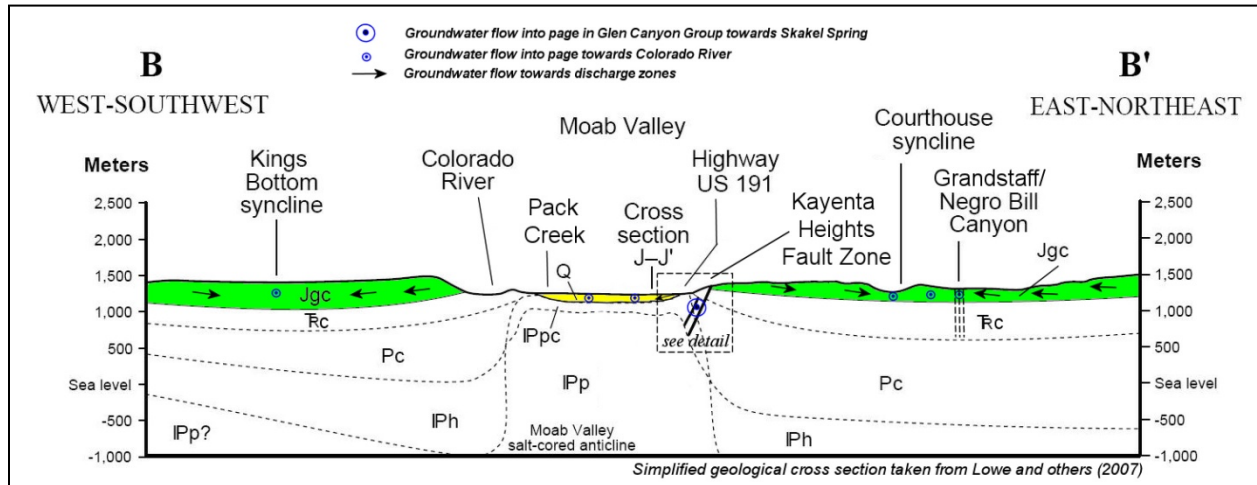 Groundwater flow into page in Glen Canyon Group towards Skakel Spring
Groundwater flow into page towards Colorado River
Groundwater flow towards discharge zones
B
WEST-SOUTHWEST
B'
EAST-NORTHEAST
Moab Valley
Meters
Kings
Bottom
syncline
Colorado
River
Pack
Creek
Cross
section
J–J'
Highway
US 191
Kayenta
Heights
Fault Zone
Courthouse
syncline
Grandstaff/
Negro Bill
Canyon
Meters
2,500
2,000
1,500
1,000
500
Sea level
-500
-1,000
2,500
2,000
1,500
1,000
500
Sea level
-500
-1,000
Q
Jgc
Jgc
TRc
TRc
IPpc
see detail
Pc
Pc
IPp
IPh
IPh
IPp?
Moab Valley
salt-cored anticline
Simplified geological cross section taken from Lowe and others (2007)